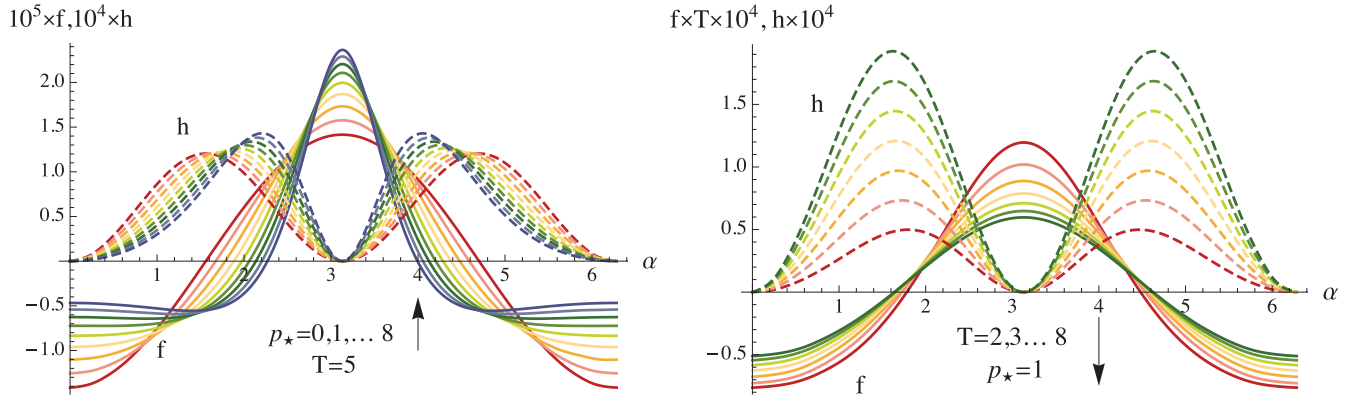 10⁵×f,10⁴×h
2.0
1.5
1.0
0.5
−0.5
−1.0
1 2 3 4 5 6 α
h
f
p⋆=0,1,… 8
T=5
f×T×10⁴, h×10⁴
1.5
1.0
0.5
−0.5
1 2 3 4 5 6 α
h
f
T=2,3… 8
p⋆=1